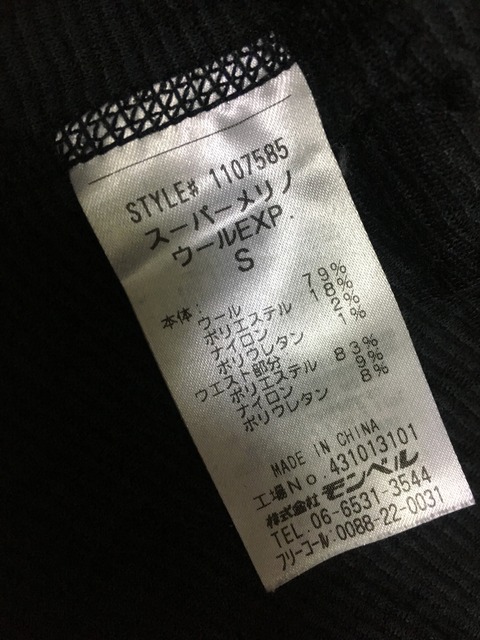 STYLE# 1107585
スーパーメリノ
ウールEXP.
S
本体: ウール 79%
ポリエステル 18%
ナイロン 2%
ポリウレタン 1%
ウエスト部分
ポリエステル 83%
ナイロン 9%
ポリウレタン 8%
MADE IN CHINA
工場No.431013101
株式会社モンベル
TEL.06-6531-3544
フリーコール:0088-22-0031